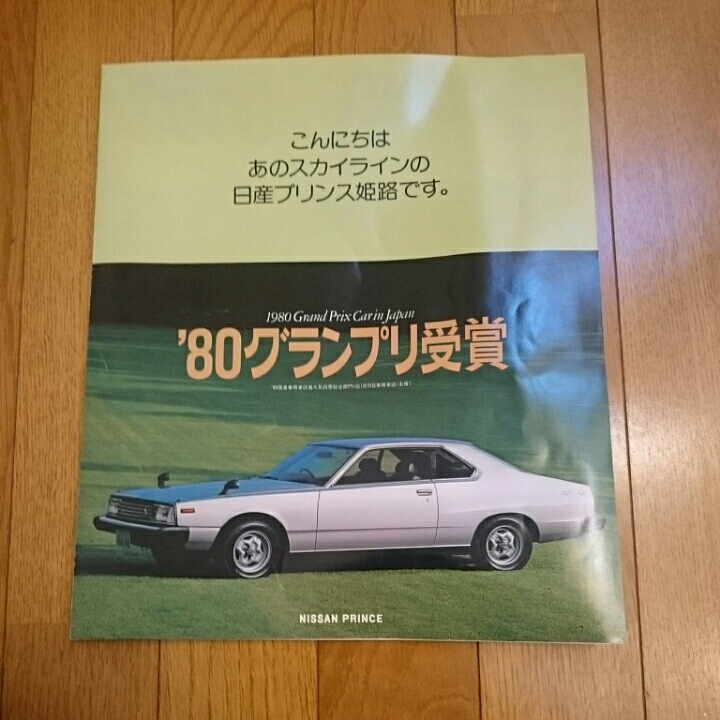 こんにちは
あのスカイラインの
日産プリンス姫路です。
1980 Grand Prix Car in Japan
'80グランプリ受賞
NISSAN PRINCE